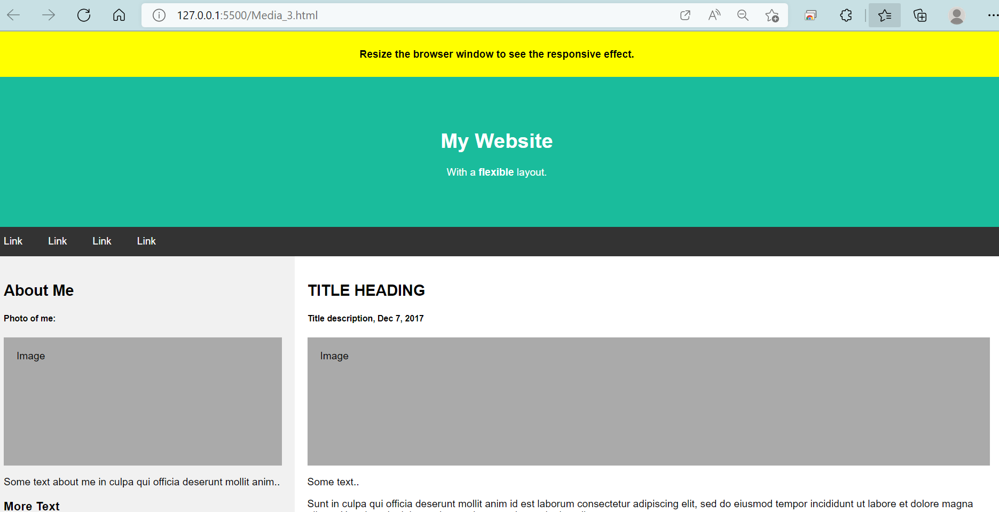 127.0.0.1:5500/Media_3.html
Resize the browser window to see the responsive effect.
My Website
With a flexible layout.
Link Link Link Link
About Me
Photo of me:
Image
Some text about me in culpa qui officia deserunt mollit anim..
More Text
TITLE HEADING
Title description, Dec 7, 2017
Image
Some text..
Sunt in culpa qui officia deserunt mollit anim id est laborum consectetur adipiscing elit, sed do eiusmod tempor incididunt ut labore et dolore magna